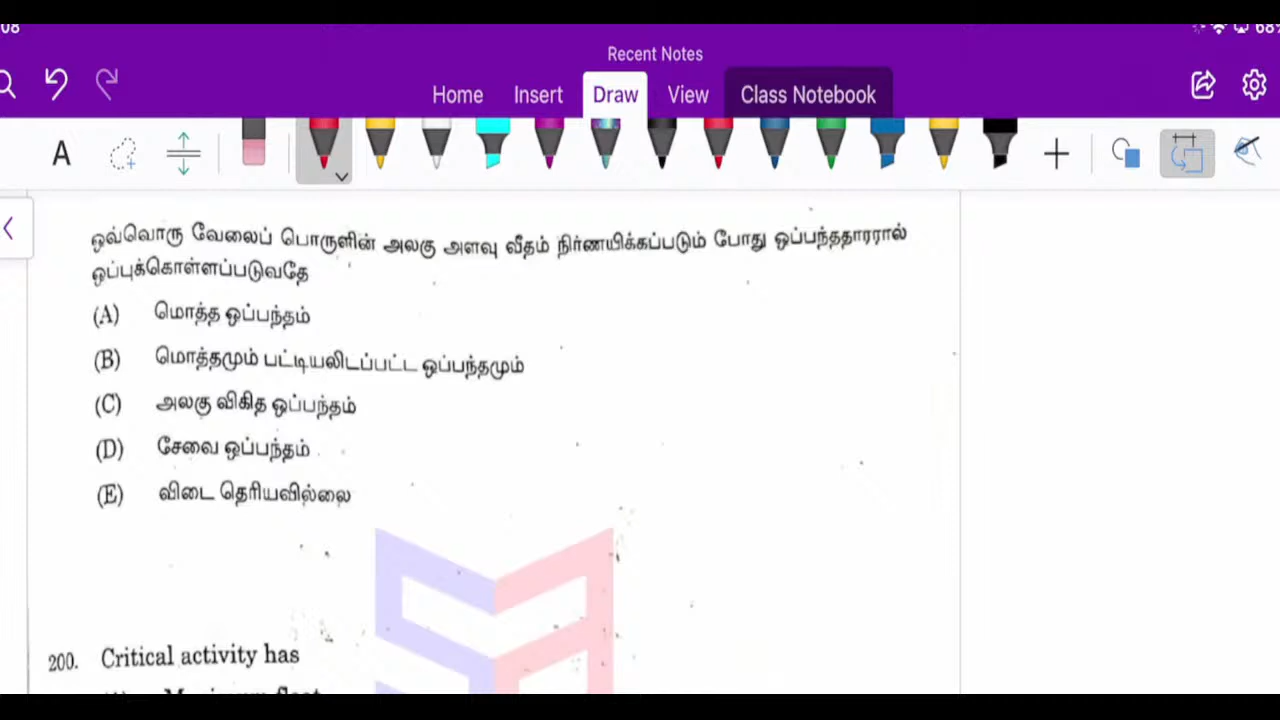 08
68%
Recent Notes
Home Insert Draw View Class Notebook
A
ஒவ்வொரு வேலைப் பொருளின் அலகு அளவு வீதம் நிர்ணயிக்கப்படும் போது ஒப்பந்ததாரரால்
ஒப்புக்கொள்ளப்படுவதே
(A) மொத்த ஒப்பந்தம்
(B) மொத்தமும் பட்டியலிடப்பட்ட ஒப்பந்தமும்
(C) அலகு விகித ஒப்பந்தம்
(D) சேவை ஒப்பந்தம்
(E) விடை தெரியவில்லை
200. Critical activity has